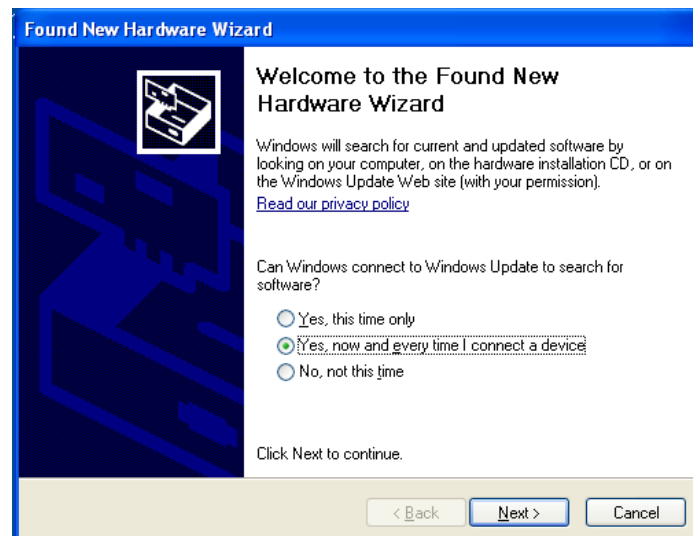 Found New Hardware Wizard
Welcome to the Found New
Hardware Wizard
Windows will search for current and updated software by
looking on your computer, on the hardware installation CD, or on
the Windows Update Web site (with your permission).
Read our privacy policy
Can Windows connect to Windows Update to search for
software?
Yes, this time only
Yes, now and every time I connect a device
No, not this time
Click Next to continue.
< Back
Next >
Cancel